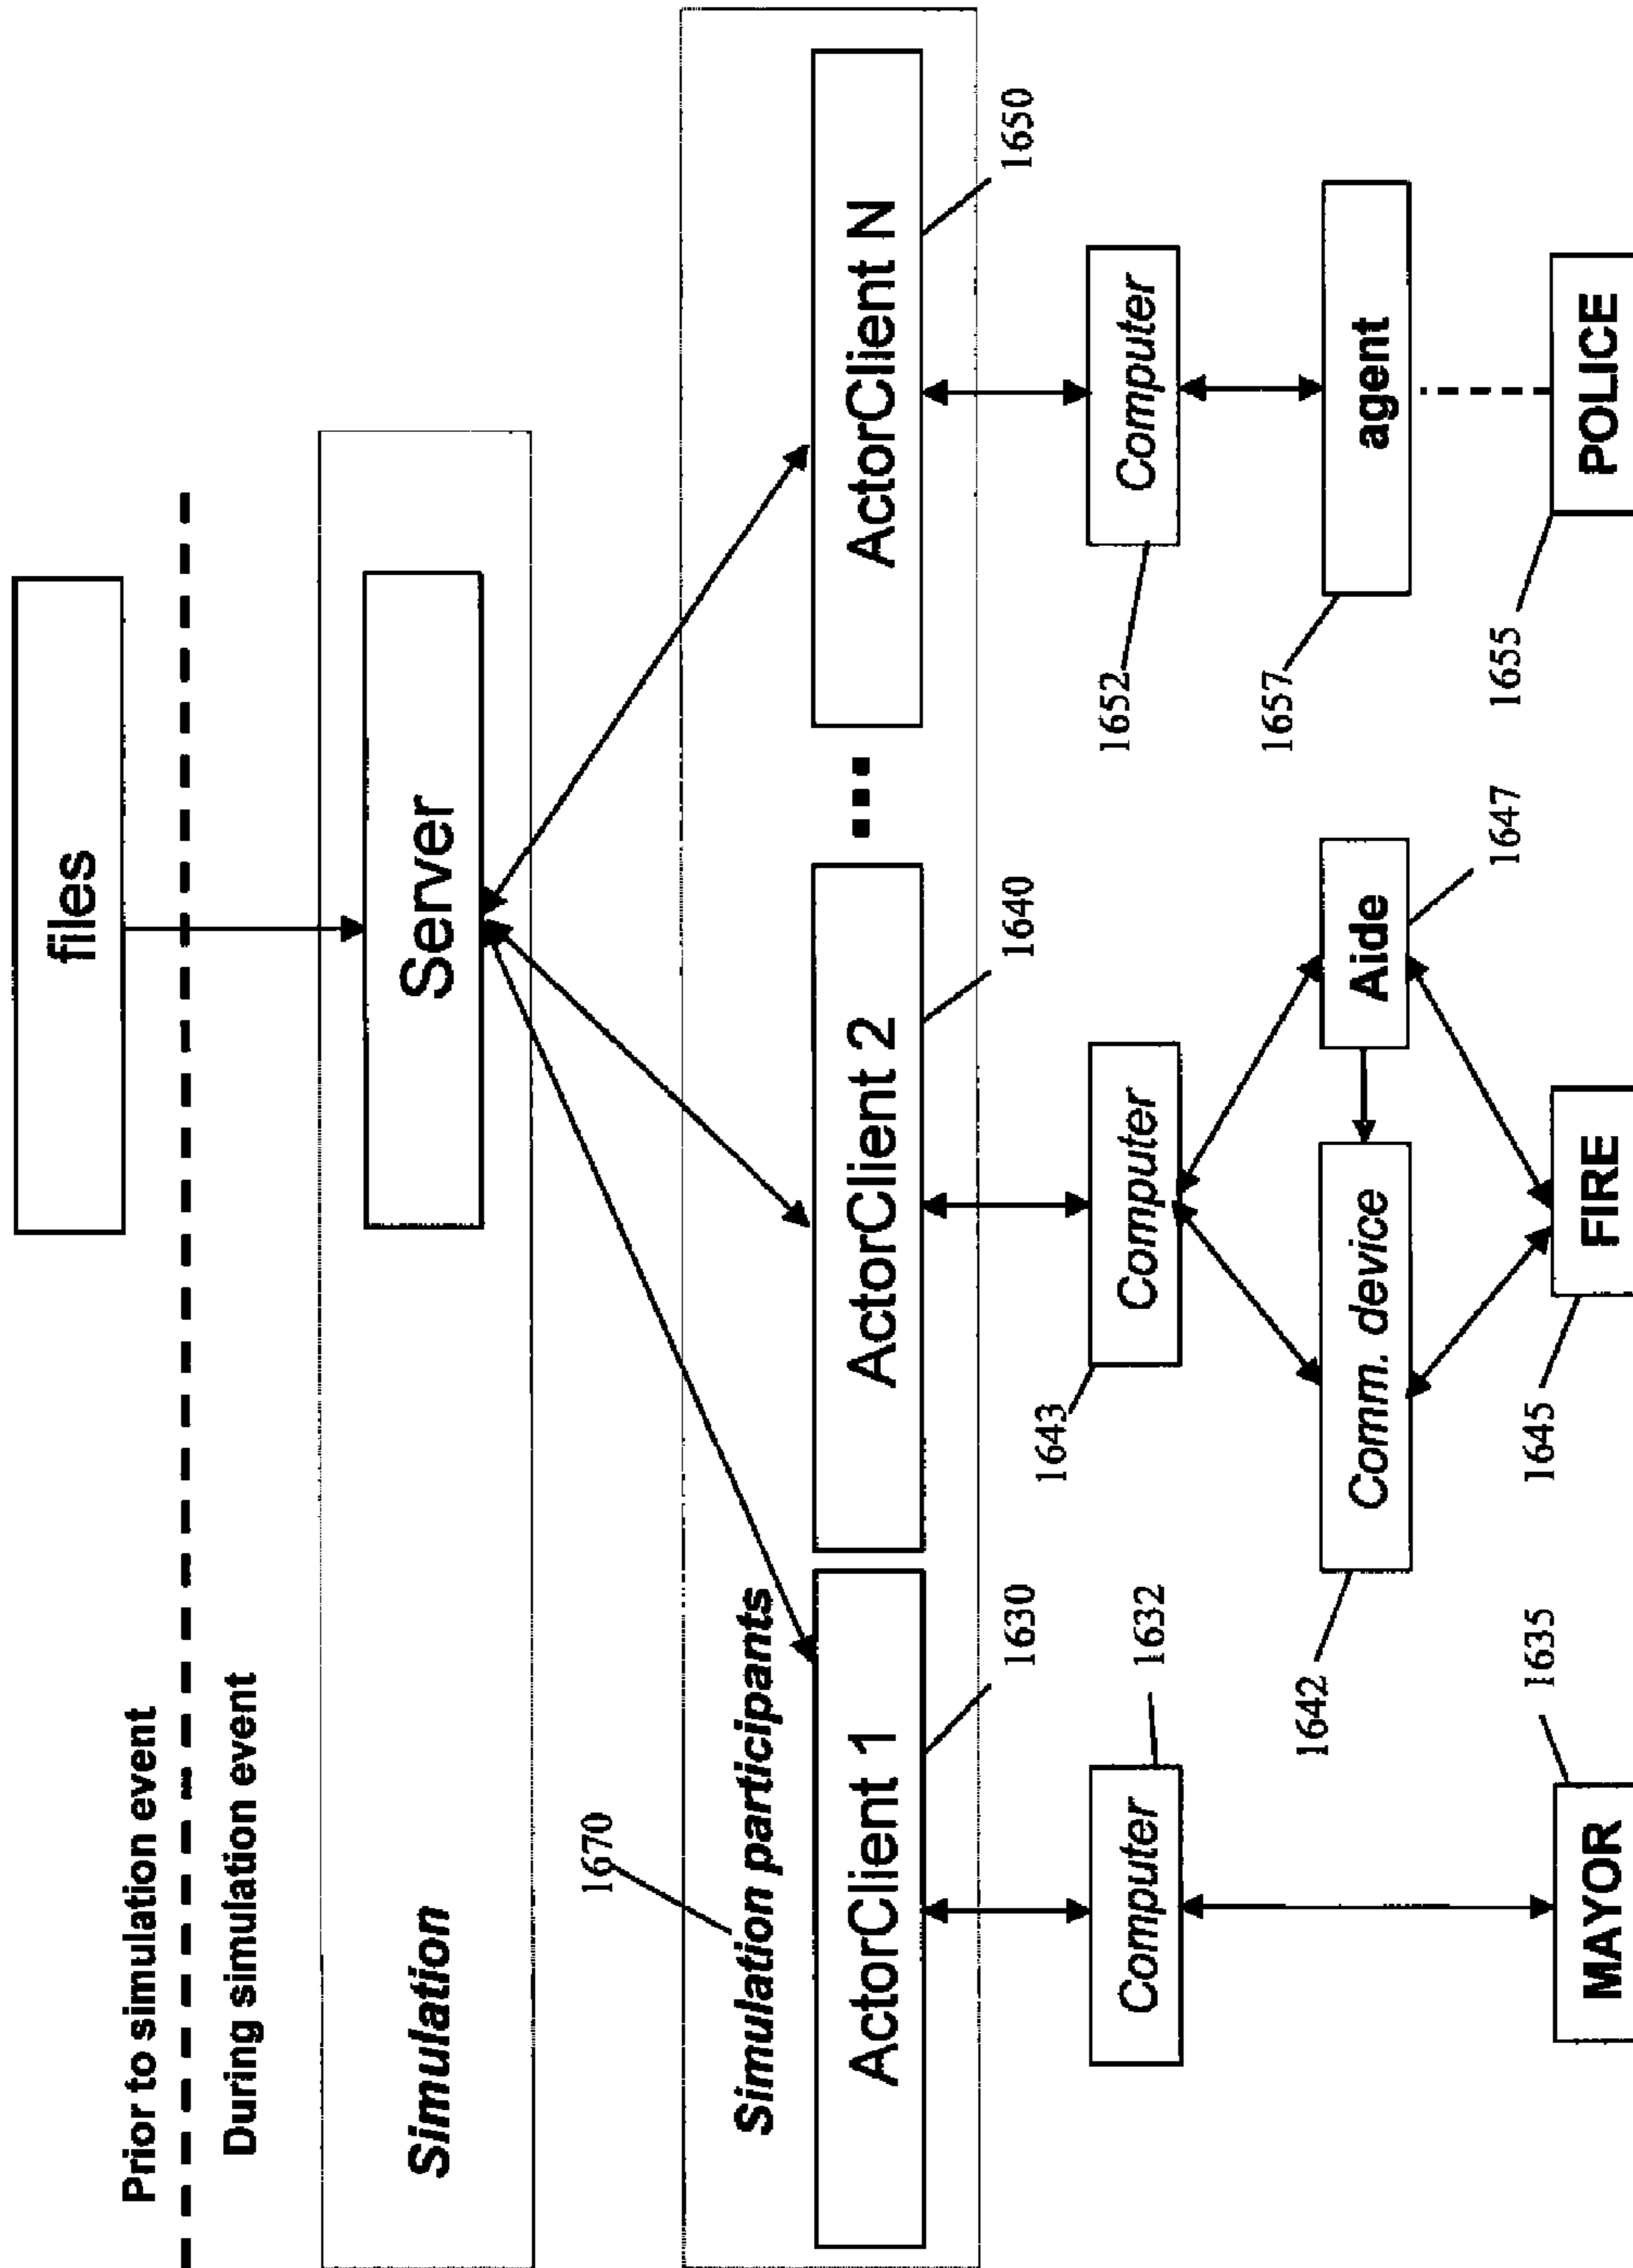 files
Prior to simulation event
During simulation event
Simulation
Server
1670
Simulation participants
ActorClient 1
ActorClient 2
...
ActorClient N
1630
1640
1650
Computer
1632
1643
Computer
1652
Computer
1642
Comm. device
Aide
1647
1657
agent
MAYOR
1635
1645
FIRE
1655
POLICE